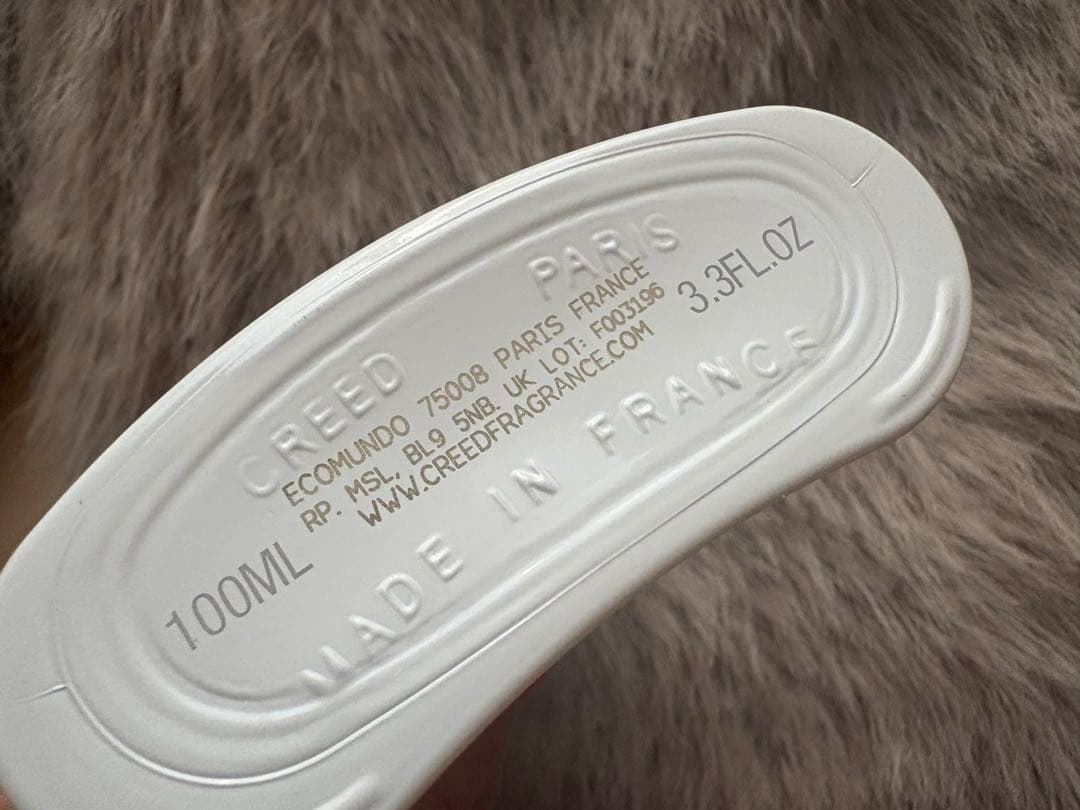 CREED PARIS
ECOMUNDO 75008 PARIS FRANCE
RP. MSL, BL9 5NB. UK LOT: F003196
WWW.CREEDFRAGRANCE.COM
100ML
3.3FL.OZ
MADE IN FRANCE